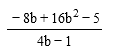 − 8b + 16b² − 5
4b − 1